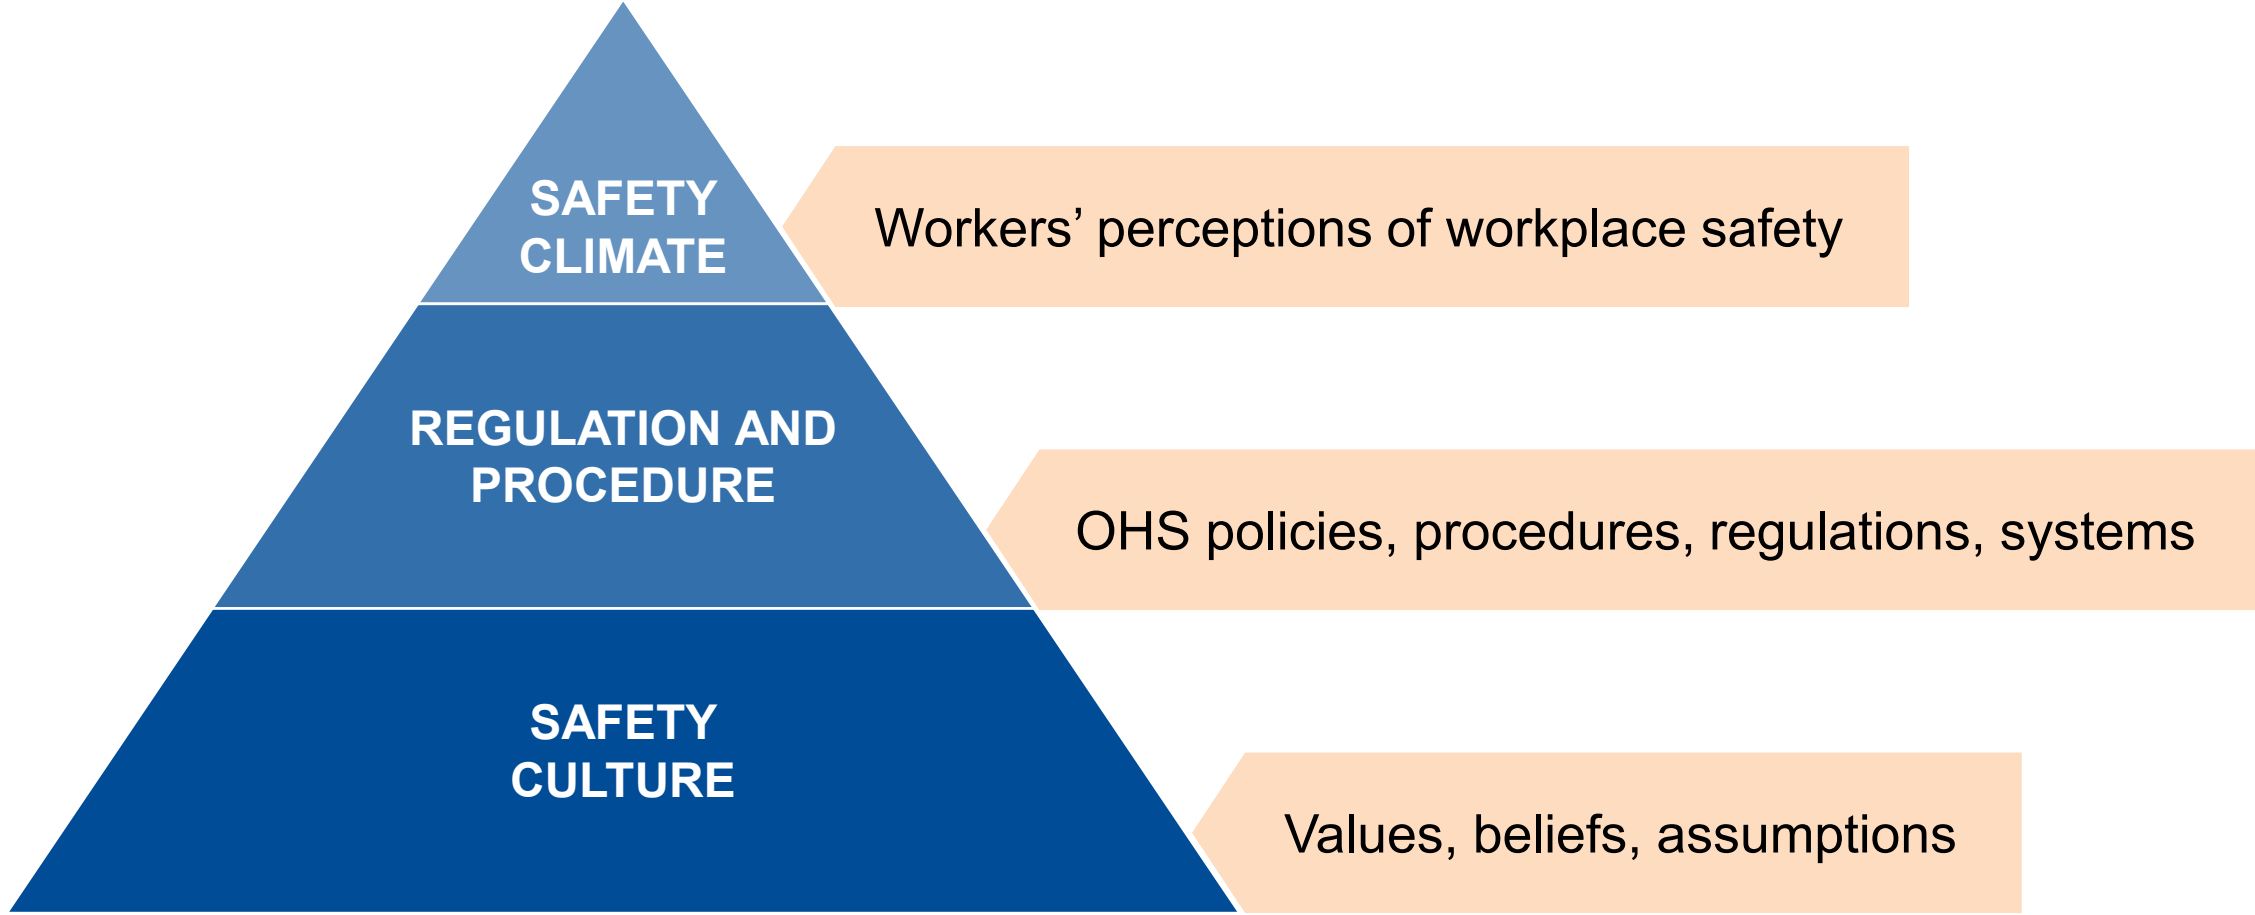 SAFETY
CLIMATE
Workers’ perceptions of workplace safety
REGULATION AND
PROCEDURE
OHS policies, procedures, regulations, systems
SAFETY
CULTURE
Values, beliefs, assumptions